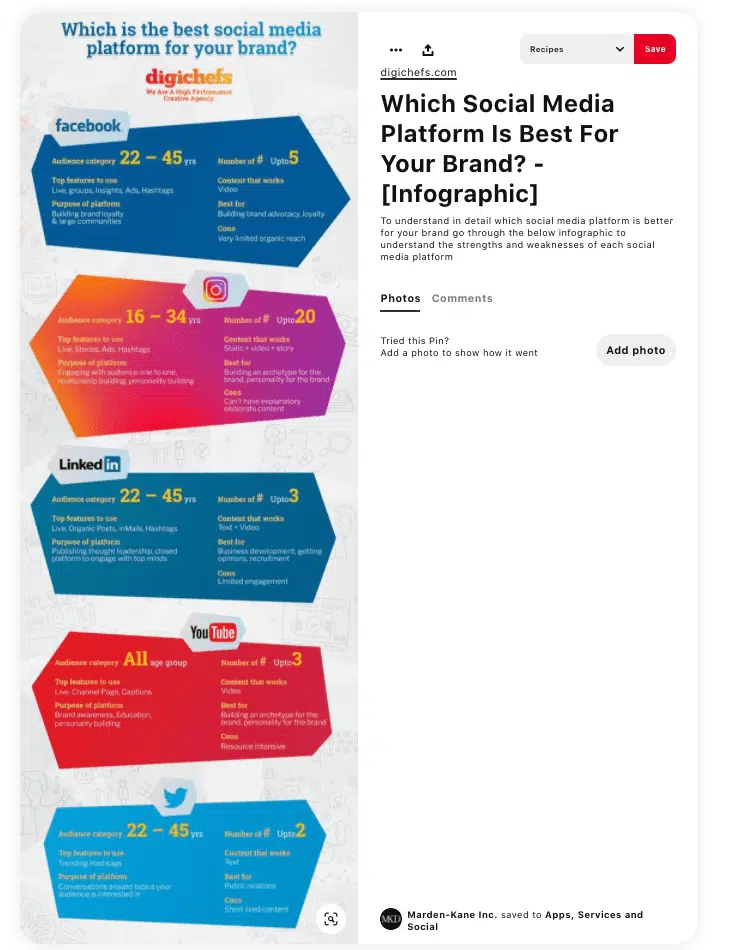 Which is the best social media
platform for your brand?
digichefs
We Are A High Performance
Creative Agency
facebook
Audience category 22 – 45 yrs
Number of # Upto 5
Top features to use
Live, groups, Insights, Ads, Hashtags
Content that works
Video
Purpose of platform
Building brand loyalty
& large communities
Best for
Building brand advocacy, loyalty
Cons
Very limited organic reach
Audience category 16 – 34 yrs
Number of # Upto 20
Top features to use
Live, Stories, Ads, Hashtags
Content that works
Static + video + story
Purpose of platform
Engaging with audience one to one,
relationship building, personality building
Best for
Building an archetype for the
brand, personality for the brand
Cons
Can't have explanatory
elaborate content
Linked in
Audience category 22 – 45 yrs
Number of # Upto 3
Top features to use
Live, Organic Posts, inMails, Hashtags
Content that works
Text + Video
Purpose of platform
Publishing thought leadership, closed
platform to engage with top minds
Best for
Business development, getting
opinions, recruitment
Cons
Limited engagement
YouTube
Audience category All age group
Number of # Upto 3
Top features to use
Live, Channel Page, Captions
Content that works
Video
Purpose of platform
Brand awareness, Education,
personality building
Best for
Building an archetype for the
brand, personality for the brand
Cons
Resource Intensive
Audience category 22 – 45 yrs
Number of # Upto 2
Top features to use
Trending Hashtags
Content that works
Text
Purpose of platform
Conversations around topics your
audience is interested in
Best for
Public relations
Cons
Short lived content
Recipes
Save
digichefs.com
Which Social Media
Platform Is Best For
Your Brand? -
[Infographic]
To understand in detail which social media platform is better
for your brand go through the below infographic to
understand the strengths and weaknesses of each social
media platform
Photos Comments
Tried this Pin?
Add a photo to show how it went
Add photo
MKD
Marden-Kane Inc. saved to Apps, Services and
Social